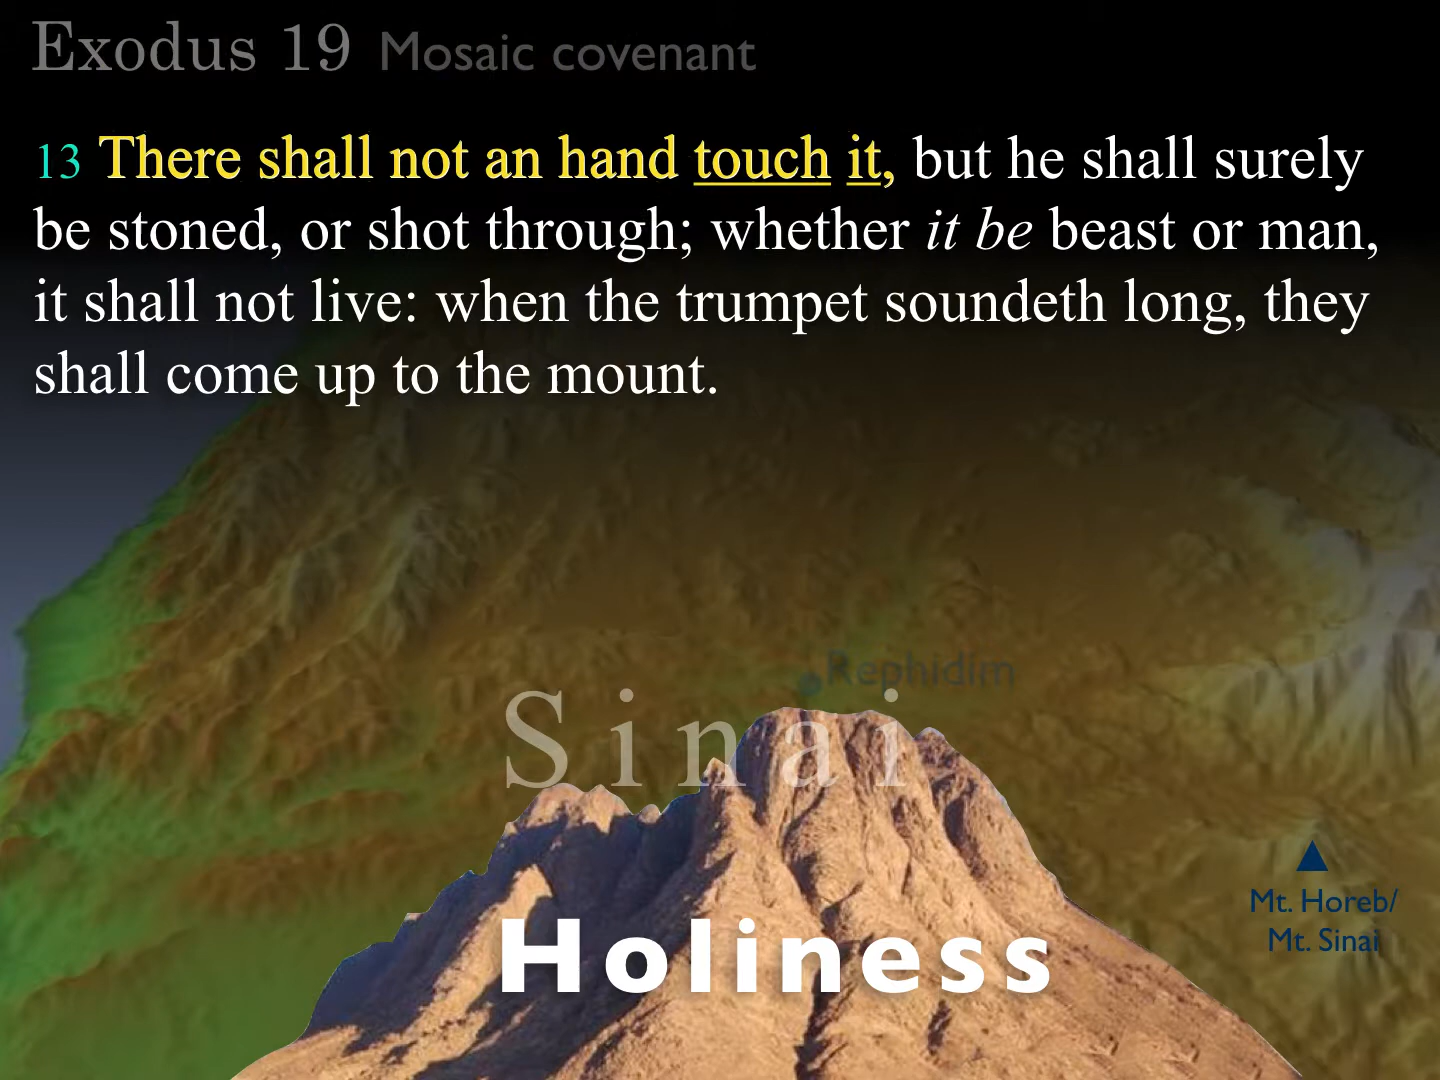 Exodus 19 Mosaic covenant
13 There shall not an hand touch it, but he shall surely
be stoned, or shot through; whether it be beast or man,
it shall not live: when the trumpet soundeth long, they
shall come up to the mount.
Rephidim
Sinai
Mt. Horeb/
Mt. Sinai
Holiness